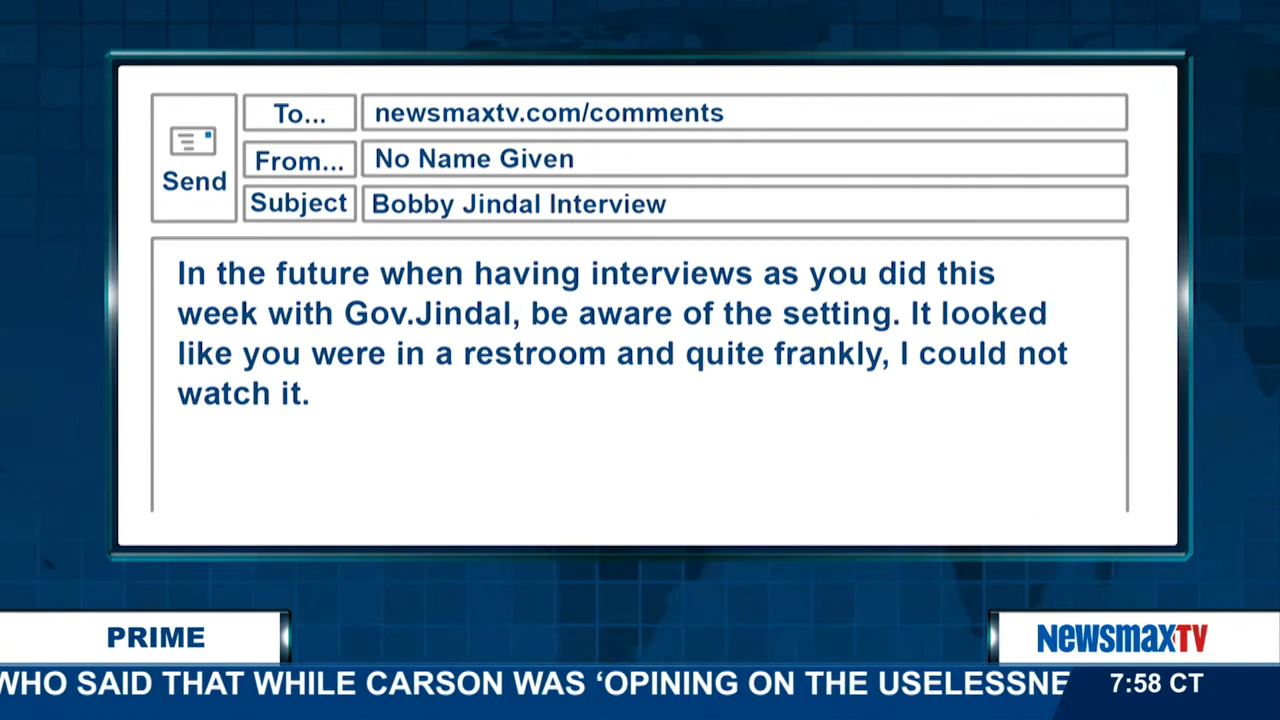 To...
newsmaxtv.com/comments
From...
No Name Given
Send
Subject
Bobby Jindal Interview
In the future when having interviews as you did this
week with Gov.Jindal, be aware of the setting. It looked
like you were in a restroom and quite frankly, I could not
watch it.
PRIME
NEWSMAXTV
WHO SAID THAT WHILE CARSON WAS ‘OPINING ON THE USELESSNE
7:58 CT